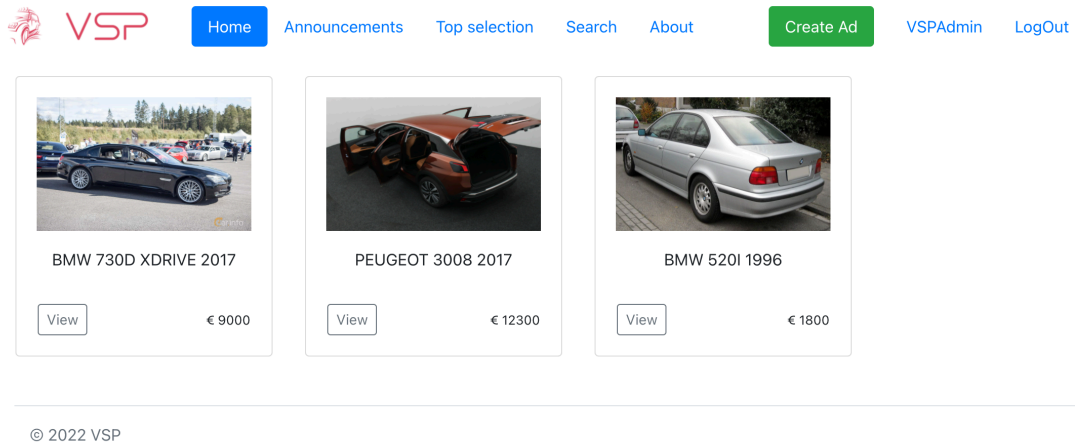 VSP
Home
Announcements
Top selection
Search
About
Create Ad
VSPAdmin
LogOut
BMW 730D XDRIVE 2017
View
€ 9000
PEUGEOT 3008 2017
View
€ 12300
BMW 520I 1996
View
€ 1800
© 2022 VSP